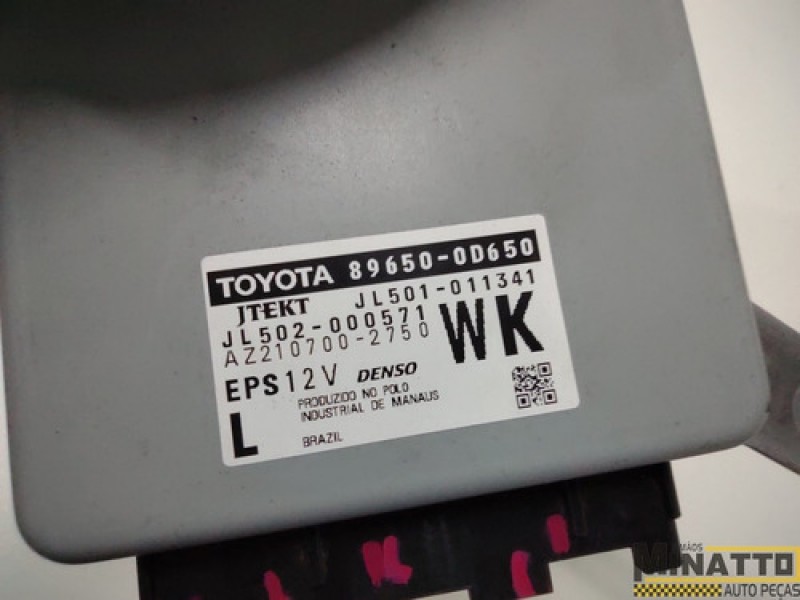 TOYOTA 89650-0D650
JTEKT JL501-011341
JL502-000571
AZ210700-2750
WK
EPS12V DENSO
PRODUZIDO NO POLO
INDUSTRIAL DE MANAUS
L
BRAZIL
IRMÃOS
MINATTO
AUTO PEÇAS